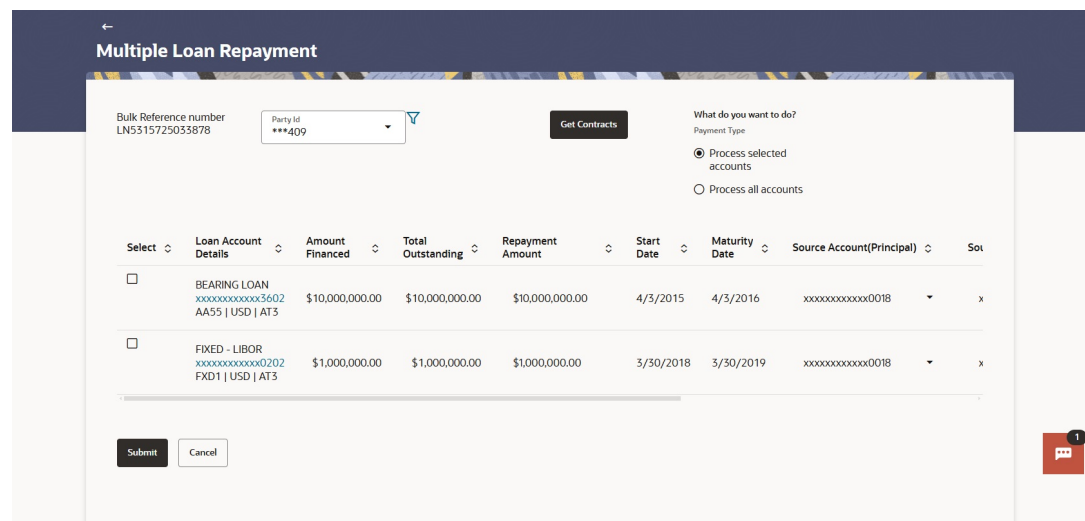 ←
Multiple Loan Repayment
Bulk Reference number
LN5315725033878
Party Id
***409
Get Contracts
What do you want to do?
Payment Type
Process selected
accounts
Process all accounts
Select
Loan Account
Details
Amount
Financed
Total
Outstanding
Repayment
Amount
Start
Date
Maturity
Date
Source Account(Principal)
Sou
BEARING LOAN
xxxxxxxxxxxx3602
AA55 | USD | AT3
$10,000,000.00 $10,000,000.00 $10,000,000.00 4/3/2015 4/3/2016 xxxxxxxxxxxx0018 x
FIXED - LIBOR
xxxxxxxxxxxx0202
FXD1 | USD | AT3
$1,000,000.00 $1,000,000.00 $1,000,000.00 3/30/2018 3/30/2019 xxxxxxxxxxxx0018 x
Submit Cancel
1